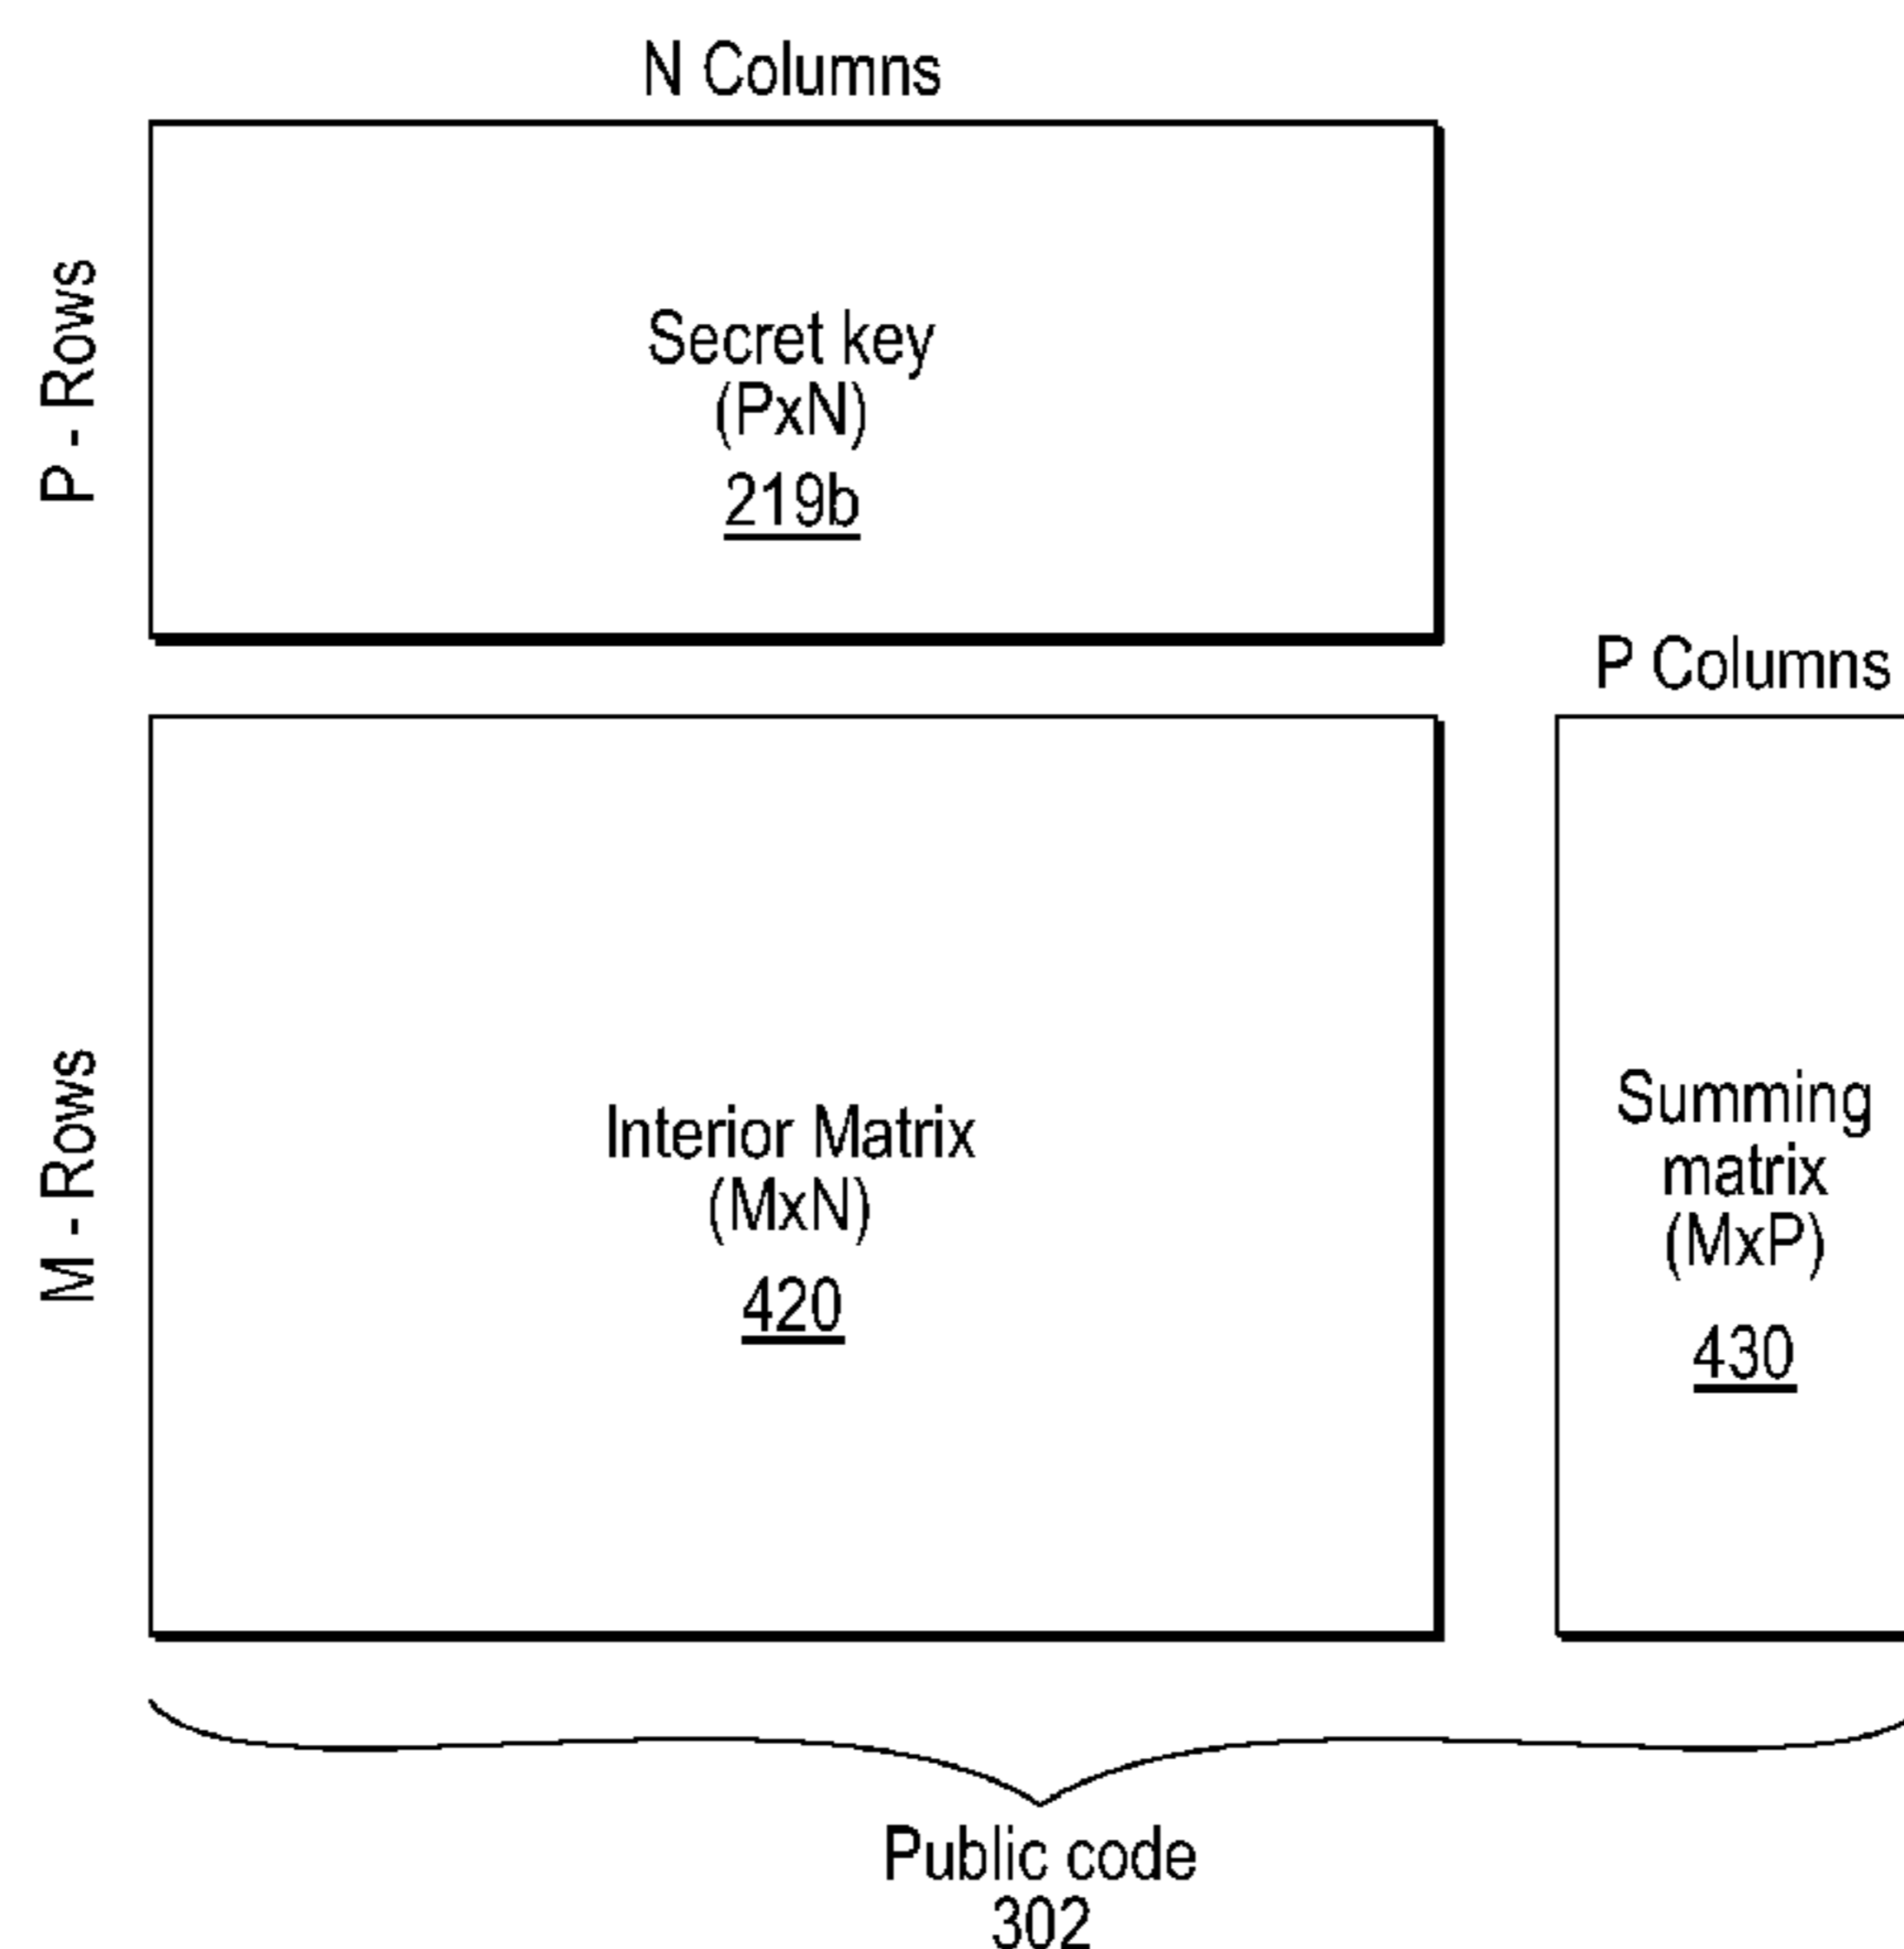 N Columns
P - Rows
Secret key
(PxN)
219b
P Columns
M - Rows
Interior Matrix
(MxN)
420
Summing
matrix
(MxP)
430
Public code
302